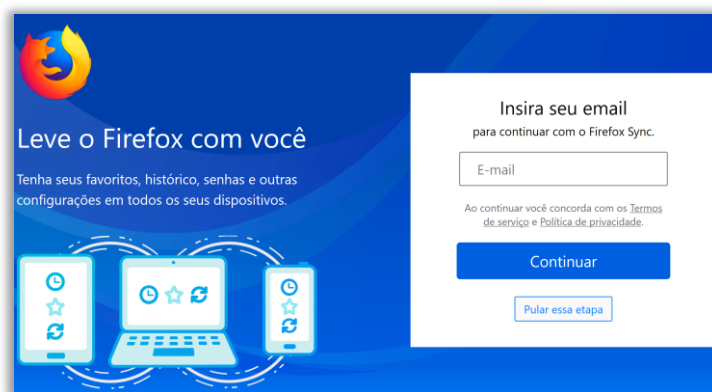 Leve o Firefox com você
Tenha seus favoritos, histórico, senhas e outras
configurações em todos os seus dispositivos.
Insira seu email
para continuar com o Firefox Sync.
E-mail
Ao continuar você concorda com os Termos
de serviço e Política de privacidade.
Continuar
Pular essa etapa